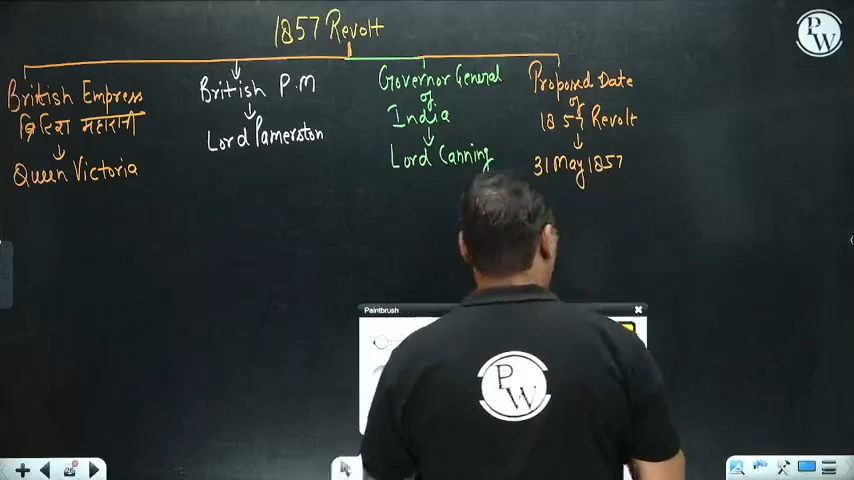 1857 Revolt
British Empress
ब्रिटिश महारानी
Queen Victoria
British P.M
Lord Pamerston
Governor General
of
India
Lord Canning
Proposed Date
of
1857 Revolt
31 May 1857
Paintbrush
PW
PW